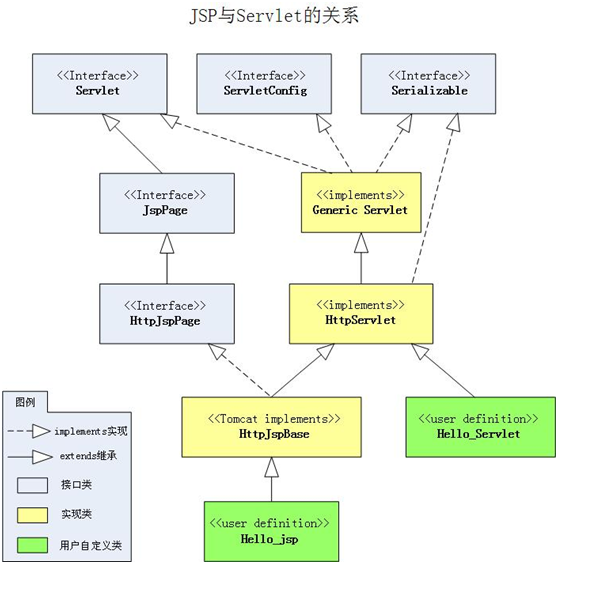 JSP与Servlet的关系
<<Interface>>
Servlet
<<Interface>>
ServletConfig
<<Interface>>
Serializable
<<Interface>>
JspPage
<<implements>>
Generic Servlet
<<Interface>>
HttpJspPage
<<implements>>
HttpServlet
<<Tomcat implements>>
HttpJspBase
<<user definition>>
Hello_Servlet
<<user definition>>
Hello_jsp
图例
implements实现
extends继承
接口类
实现类
用户自定义类